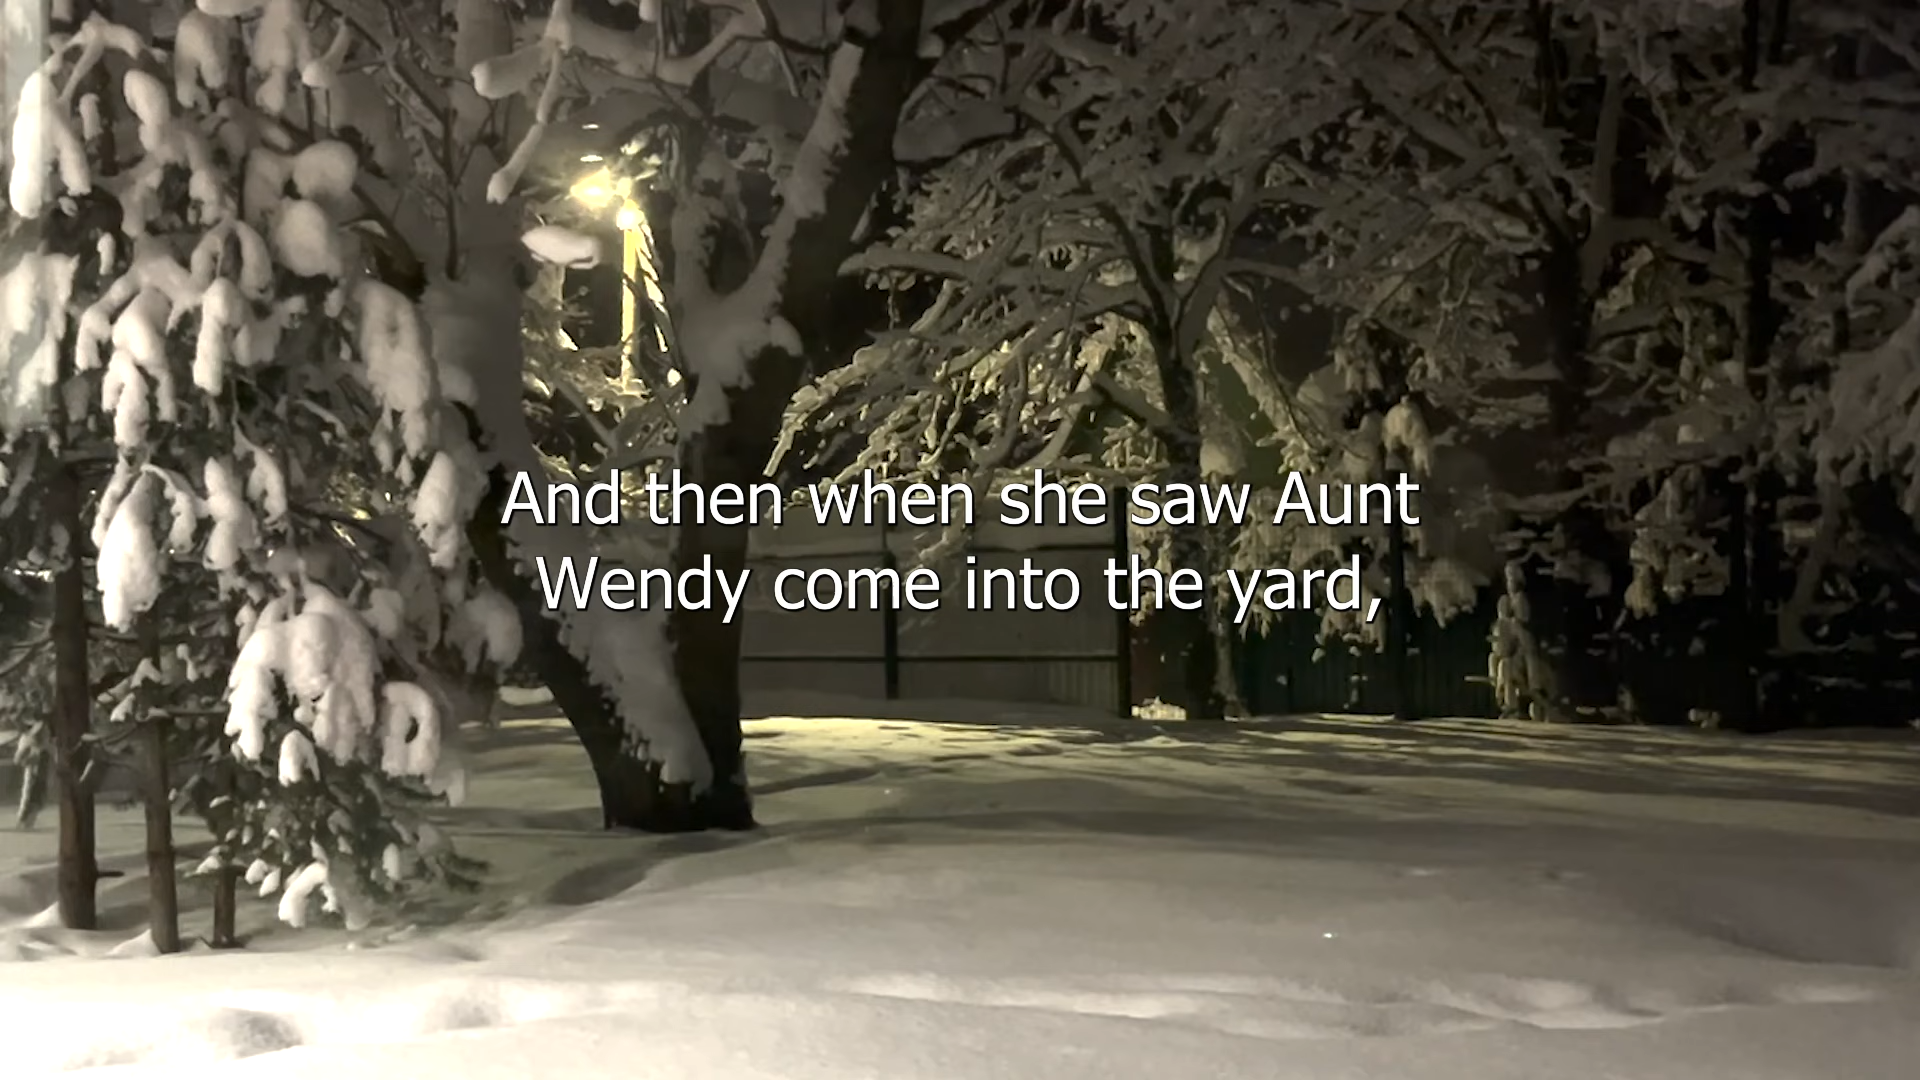 And then when she saw Aunt
Wendy come into the yard,